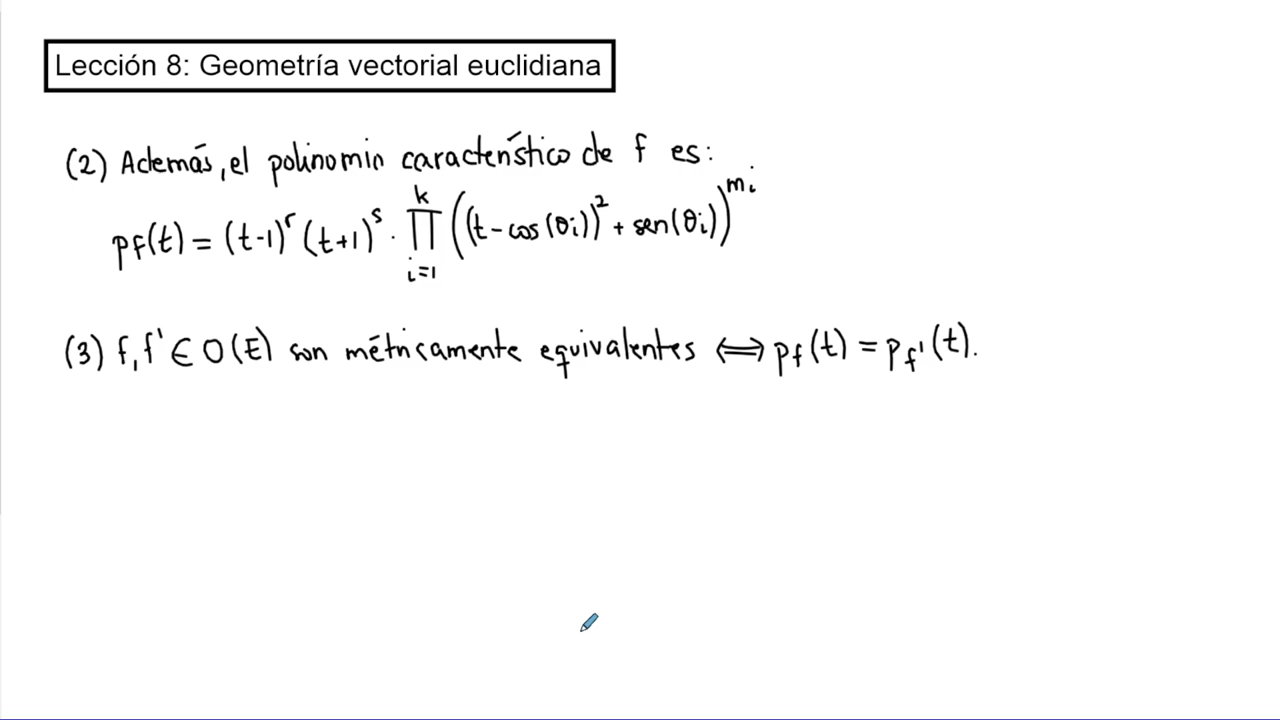 Lección 8: Geometría vectorial euclidiana
(2) Además, el polinomio característico de f es:
pf(t) = (t-1)^r (t+1)^s · ∏_{i=1}^{k} ((t - cos(θi))^2 + sen(θi))^{mi}
(3) f, f' ∈ O(E) son métricamente equivalentes ⟺ pf(t) = pf'(t).